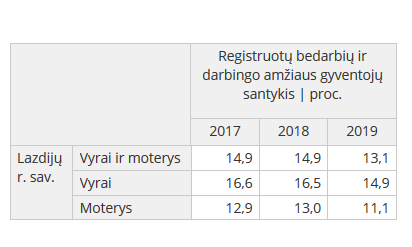 Registruotų bedarbių ir
darbingo amžiaus gyventojų
santykis | proc.
2017 2018 2019
Lazdijų r. sav. Vyrai ir moterys 14,9 14,9 13,1
Vyrai 16,6 16,5 14,9
Moterys 12,9 13,0 11,1